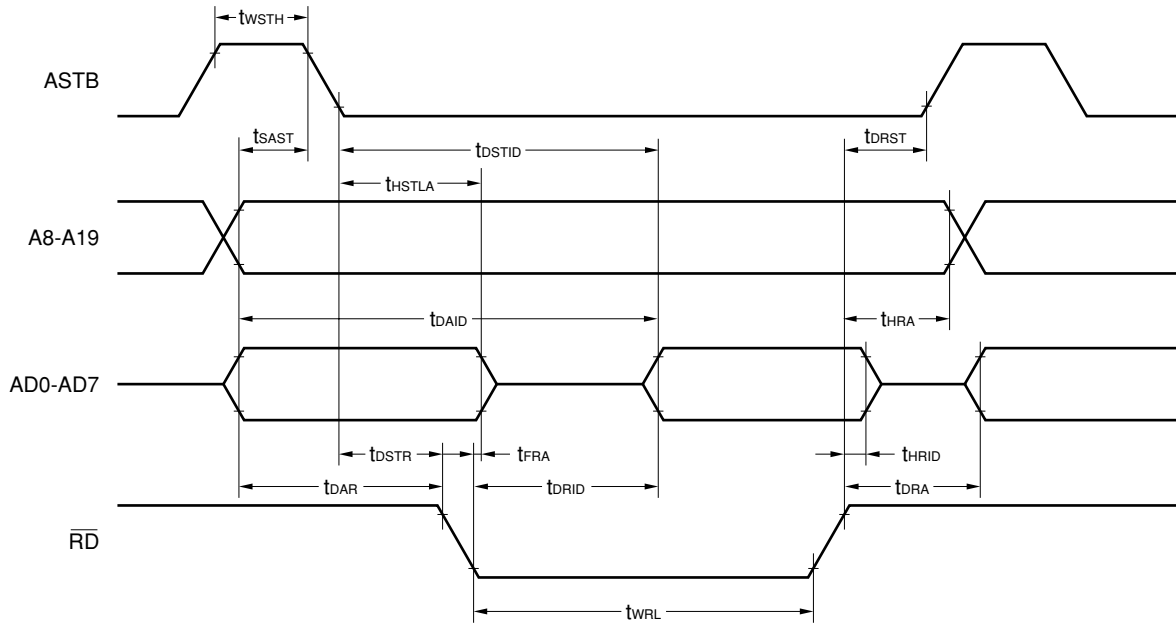 tWSTH
ASTB
tSAST
tDSTID
tDRST
tHSTLA
A8-A19
tDAID
tHRA
AD0-AD7
tDSTR
tFRA
tHRID
tDAR
tDRID
tDRA
RD
tWRL